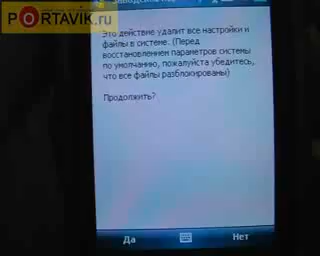 PORTAVIK.ru
Это действие удалит все настройки и
файлы в системе. (Перед
восстановлением параметров системы
по умолчанию, пожалуйста убедитесь,
что все файлы разблокированы)
Продолжить?
Да
Нет